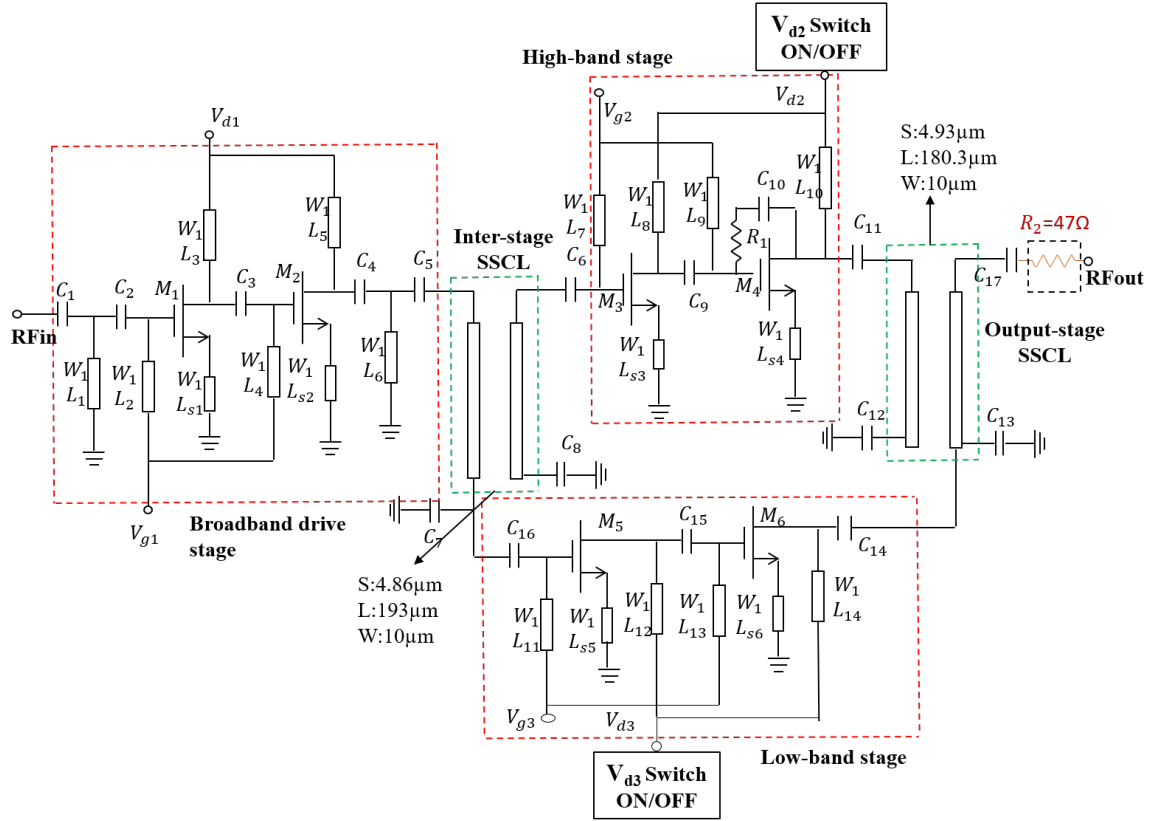 V_d2 Switch
ON/OFF
High-band stage
V_d2
V_g2
V_d1
S:4.93µm
L:180.3µm
W:10µm
W_1
L_3
W_1
L_5
W_1
L_7
W_1
L_8
W_1
L_9
C_10
R_1
W_1
L_10
C_11
R_2=47Ω
C_17
RFout
Inter-stage
SSCL
C_1
C_2
M_1
C_3
M_2
C_4
C_5
C_6
M_3
C_9
M_4
RFin
Output-stage
SSCL
W_1
L_1
W_1
L_2
W_1
L_s1
W_1
L_4
W_1
L_s2
W_1
L_6
W_1
L_s3
W_1
L_s4
C_12
C_13
C_8
V_g1
Broadband drive
stage
C_7
C_16
M_5
C_15
M_6
C_14
S:4.86µm
L:193µm
W:10µm
W_1
L_11
W_1
L_s5
W_1
L_12
W_1
L_13
W_1
L_s6
W_1
L_14
V_g3
V_d3
Low-band stage
V_d3 Switch
ON/OFF